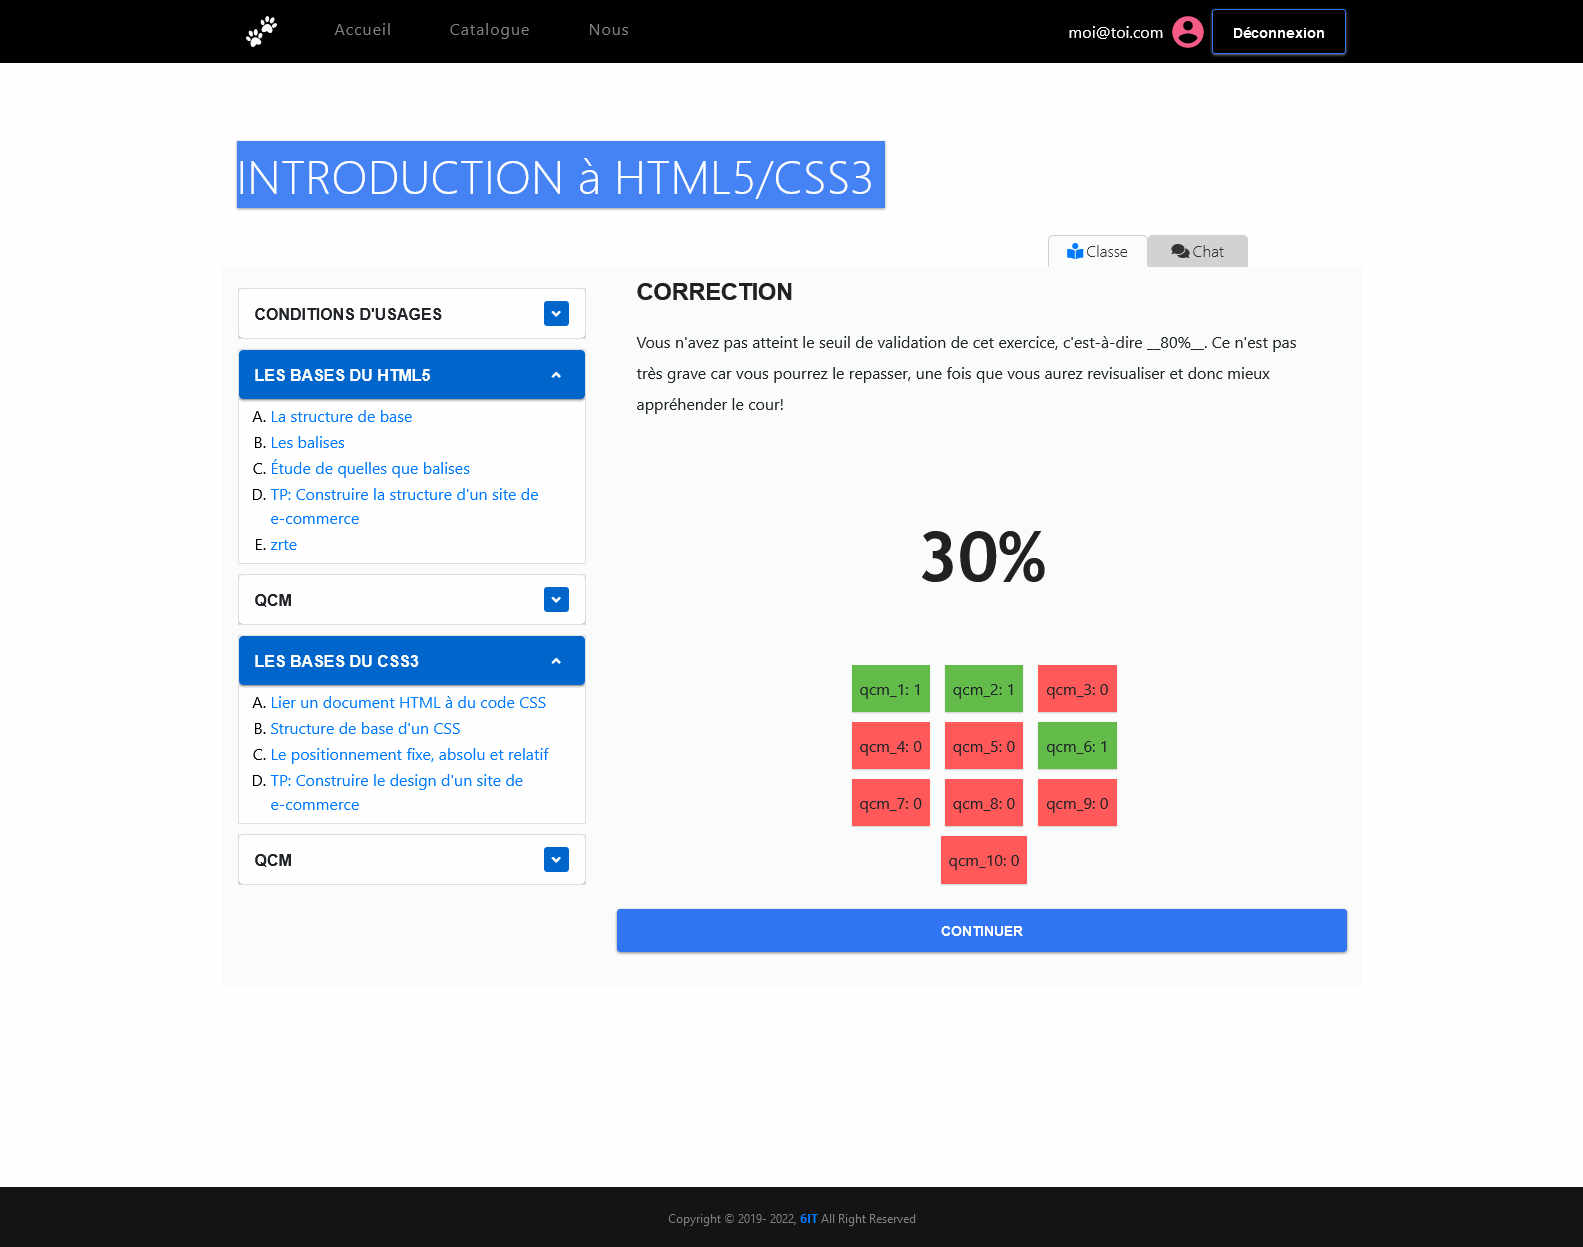 Accueil Catalogue Nous moi@toi.com Déconnexion
INTRODUCTION à HTML5/CSS3
Classe Chat
CONDITIONS D'USAGES
LES BASES DU HTML5
A. La structure de base
B. Les balises
C. Étude de quelles que balises
D. TP: Construire la structure d'un site de
e-commerce
E. zrte
QCM
LES BASES DU CSS3
A. Lier un document HTML à du code CSS
B. Structure de base d'un CSS
C. Le positionnement fixe, absolu et relatif
D. TP: Construire le design d'un site de
e-commerce
QCM
CORRECTION
Vous n'avez pas atteint le seuil de validation de cet exercice, c'est-à-dire __80%__. Ce n'est pas
très grave car vous pourrez le repasser, une fois que vous aurez revisualiser et donc mieux
appréhender le cour!
30%
qcm_1: 1 qcm_2: 1 qcm_3: 0
qcm_4: 0 qcm_5: 0 qcm_6: 1
qcm_7: 0 qcm_8: 0 qcm_9: 0
qcm_10: 0
CONTINUER
Copyright © 2019- 2022, 6IT All Right Reserved